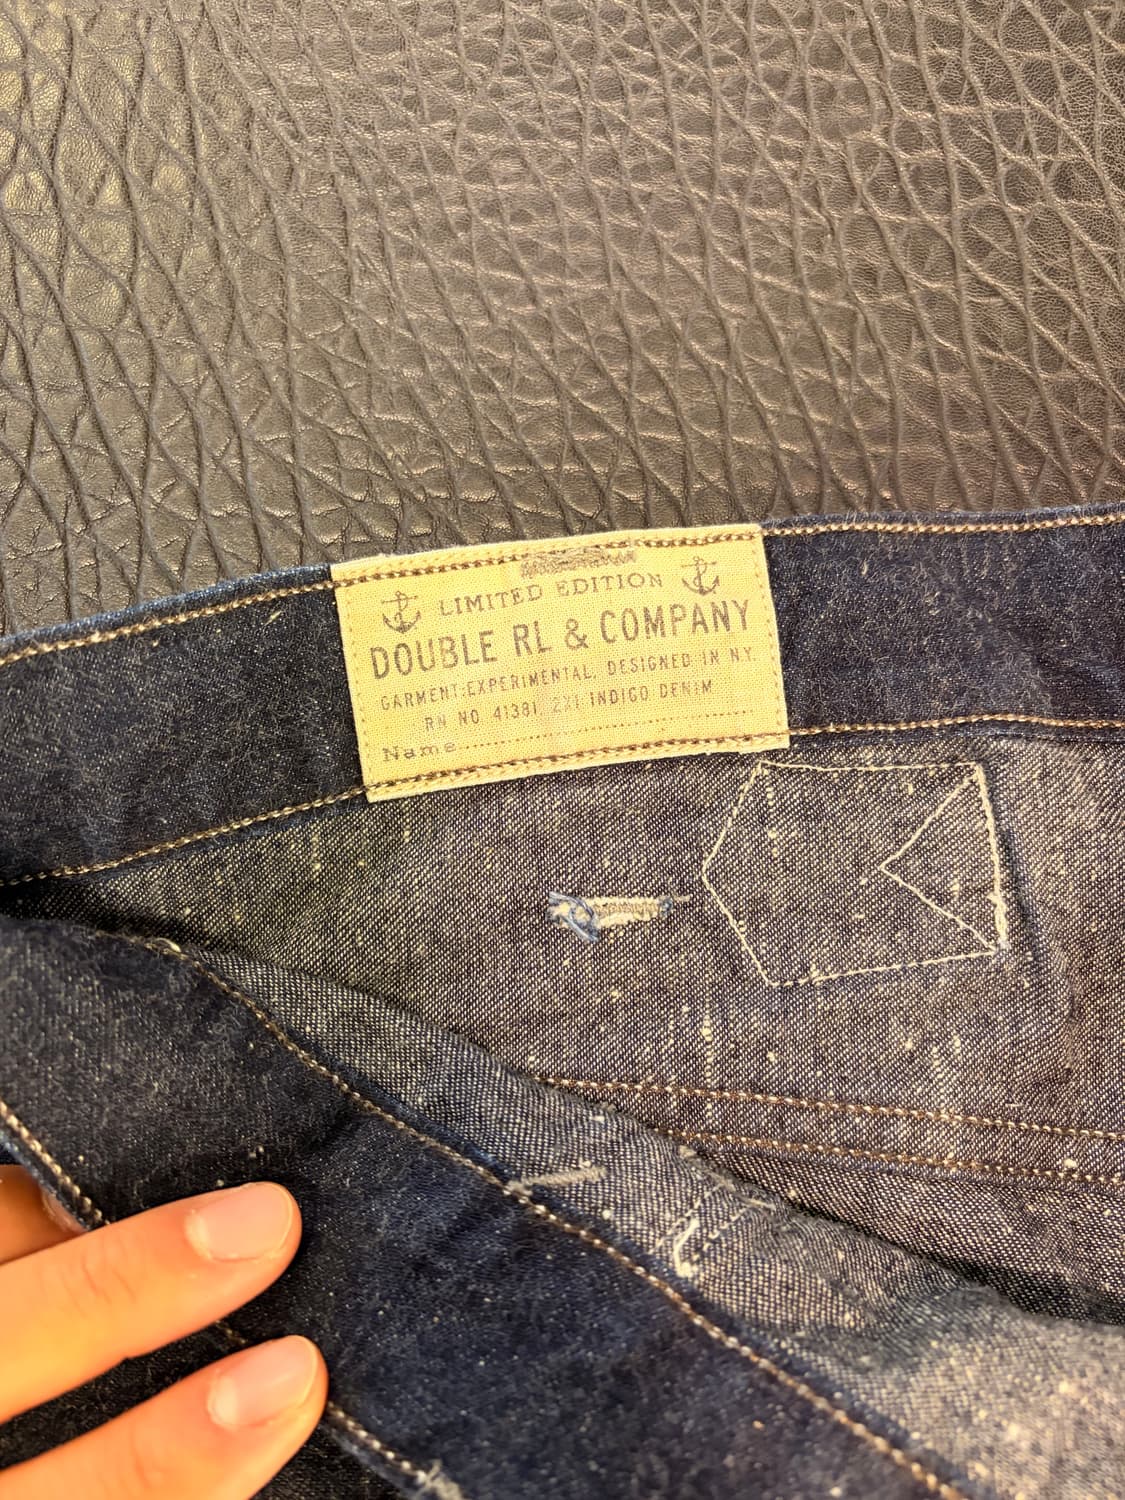 LIMITED EDITION
DOUBLE RL & COMPANY
GARMENT:EXPERIMENTAL, DESIGNED IN N.Y.
RN NO 41381, 2X1 INDIGO DENIM
Name